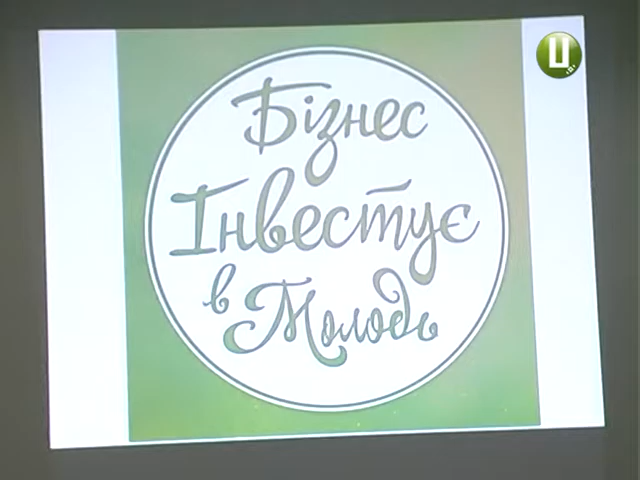 Бізнес
Інвестує
в Молодь